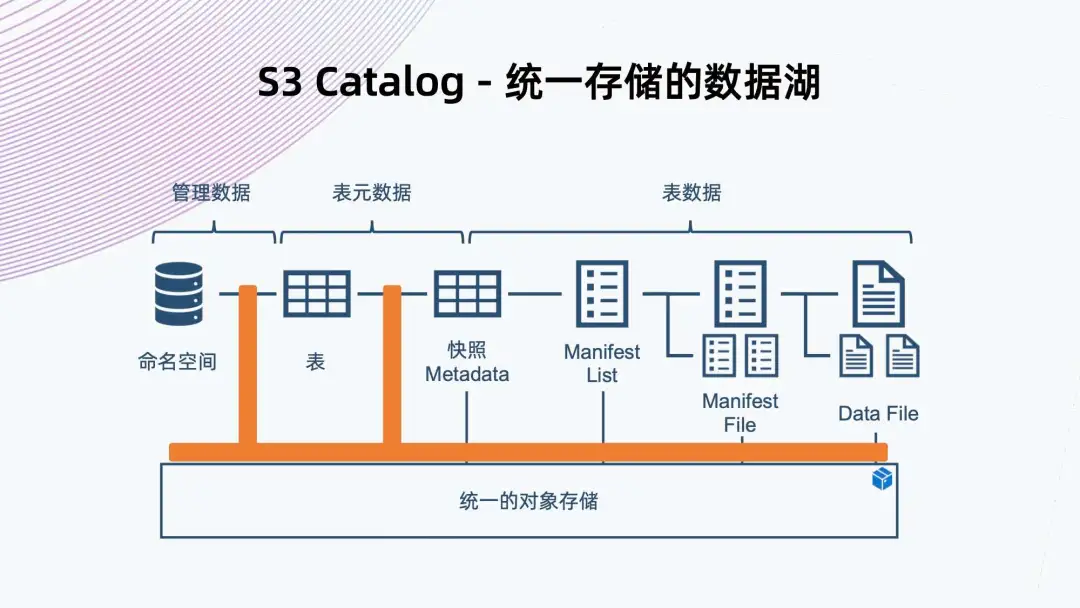 S3 Catalog - 统一存储的数据湖
管理数据
表元数据
表数据
命名空间
表
快照
Metadata
Manifest
List
Manifest
File
Data File
统一的对象存储